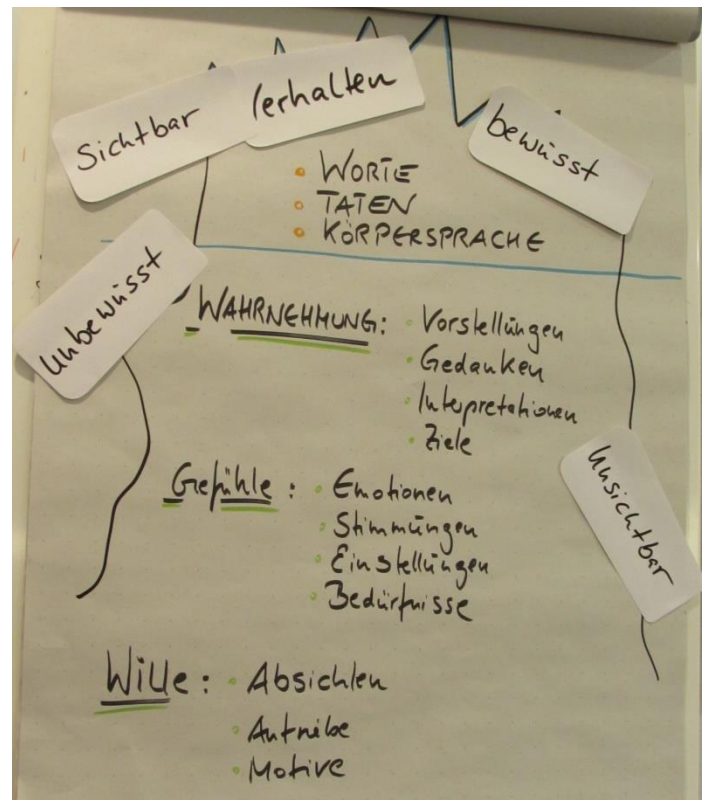 Sichtbar
Verhalten
bewusst
• WORTE
• TATEN
• KÖRPERSPRACHE
Unbewusst
WAHRNEHMUNG: • Vorstellungen
• Gedanken
• Interpretationen
• Ziele
Gefühle: • Emotionen
• Stimmungen
• Einstellungen
• Bedürfnisse
Unsichtbar
Wille: • Absichten
• Antriebe
• Motive